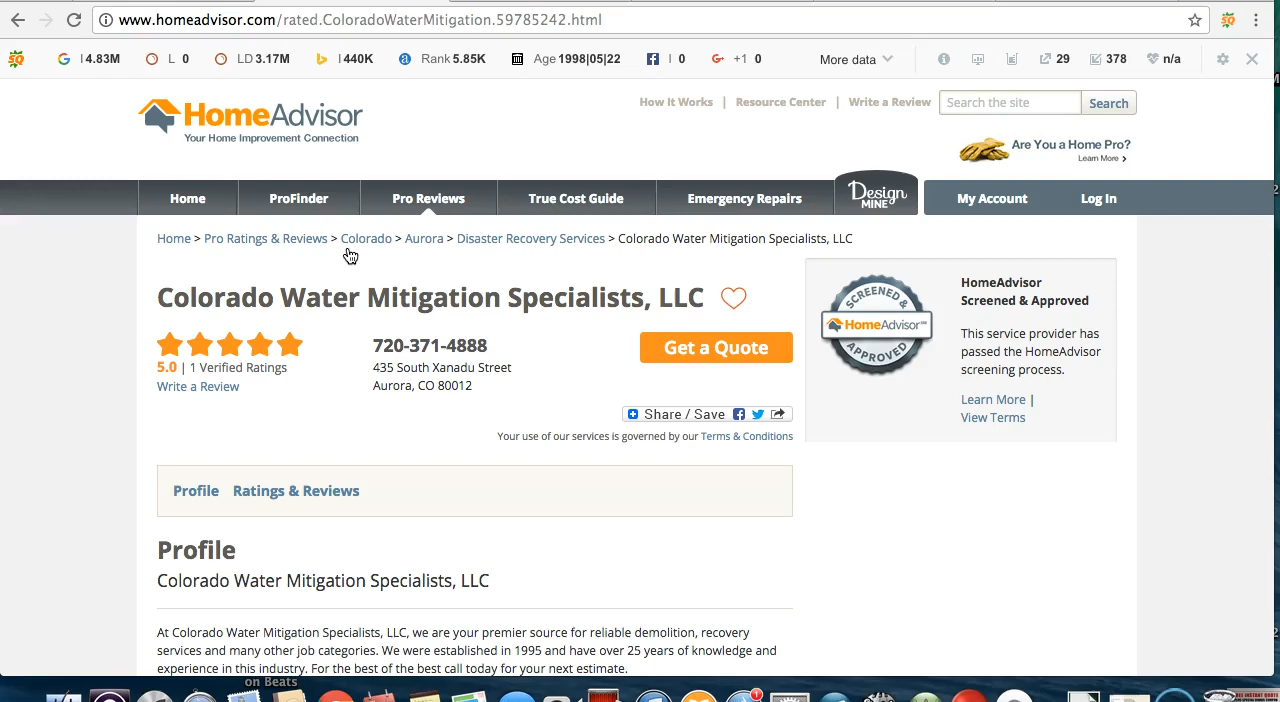 www.homeadvisor.com/rated.ColoradoWaterMitigation.59785242.html
SQ
SQ G I 4.83M L 0 LD 3.17M I 440K a Rank 5.85K Age 1998|05|22 I 0 G+ +1 0 More data 29 378 n/a
How It Works | Resource Center | Write a Review Search the site Search
HomeAdvisor
Your Home Improvement Connection
Are You a Home Pro?
Learn More >
Home ProFinder Pro Reviews True Cost Guide Emergency Repairs Design MINE My Account Log In
Home > Pro Ratings & Reviews > Colorado > Aurora > Disaster Recovery Services > Colorado Water Mitigation Specialists, LLC
Colorado Water Mitigation Specialists, LLC
5.0 | 1 Verified Ratings
Write a Review
720-371-4888
435 South Xanadu Street
Aurora, CO 80012
Get a Quote
Share / Save
Your use of our services is governed by our Terms & Conditions
SCREENED &
HomeAdvisor
APPROVED
HomeAdvisor
Screened & Approved
This service provider has
passed the HomeAdvisor
screening process.
Learn More |
View Terms
Profile Ratings & Reviews
Profile
Colorado Water Mitigation Specialists, LLC
At Colorado Water Mitigation Specialists, LLC, we are your premier source for reliable demolition, recovery
services and many other job categories. We were established in 1995 and have over 25 years of knowledge and
experience in this industry. For the best of the best call today for your next estimate.
on Beats